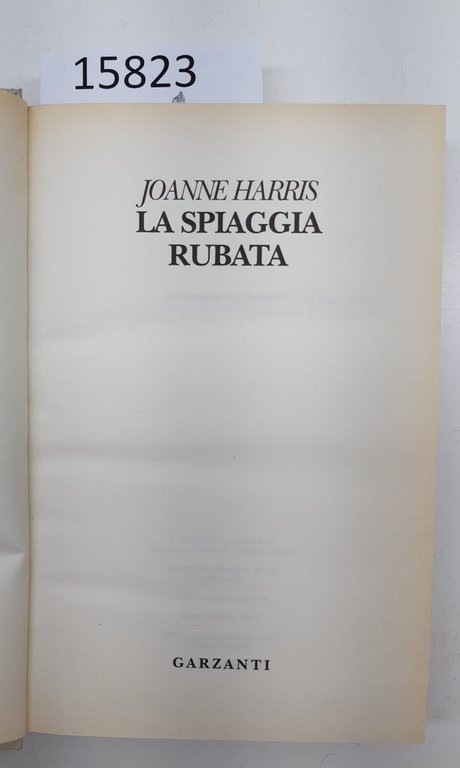 15823
JOANNE HARRIS
LA SPIAGGIA
RUBATA
GARZANTI